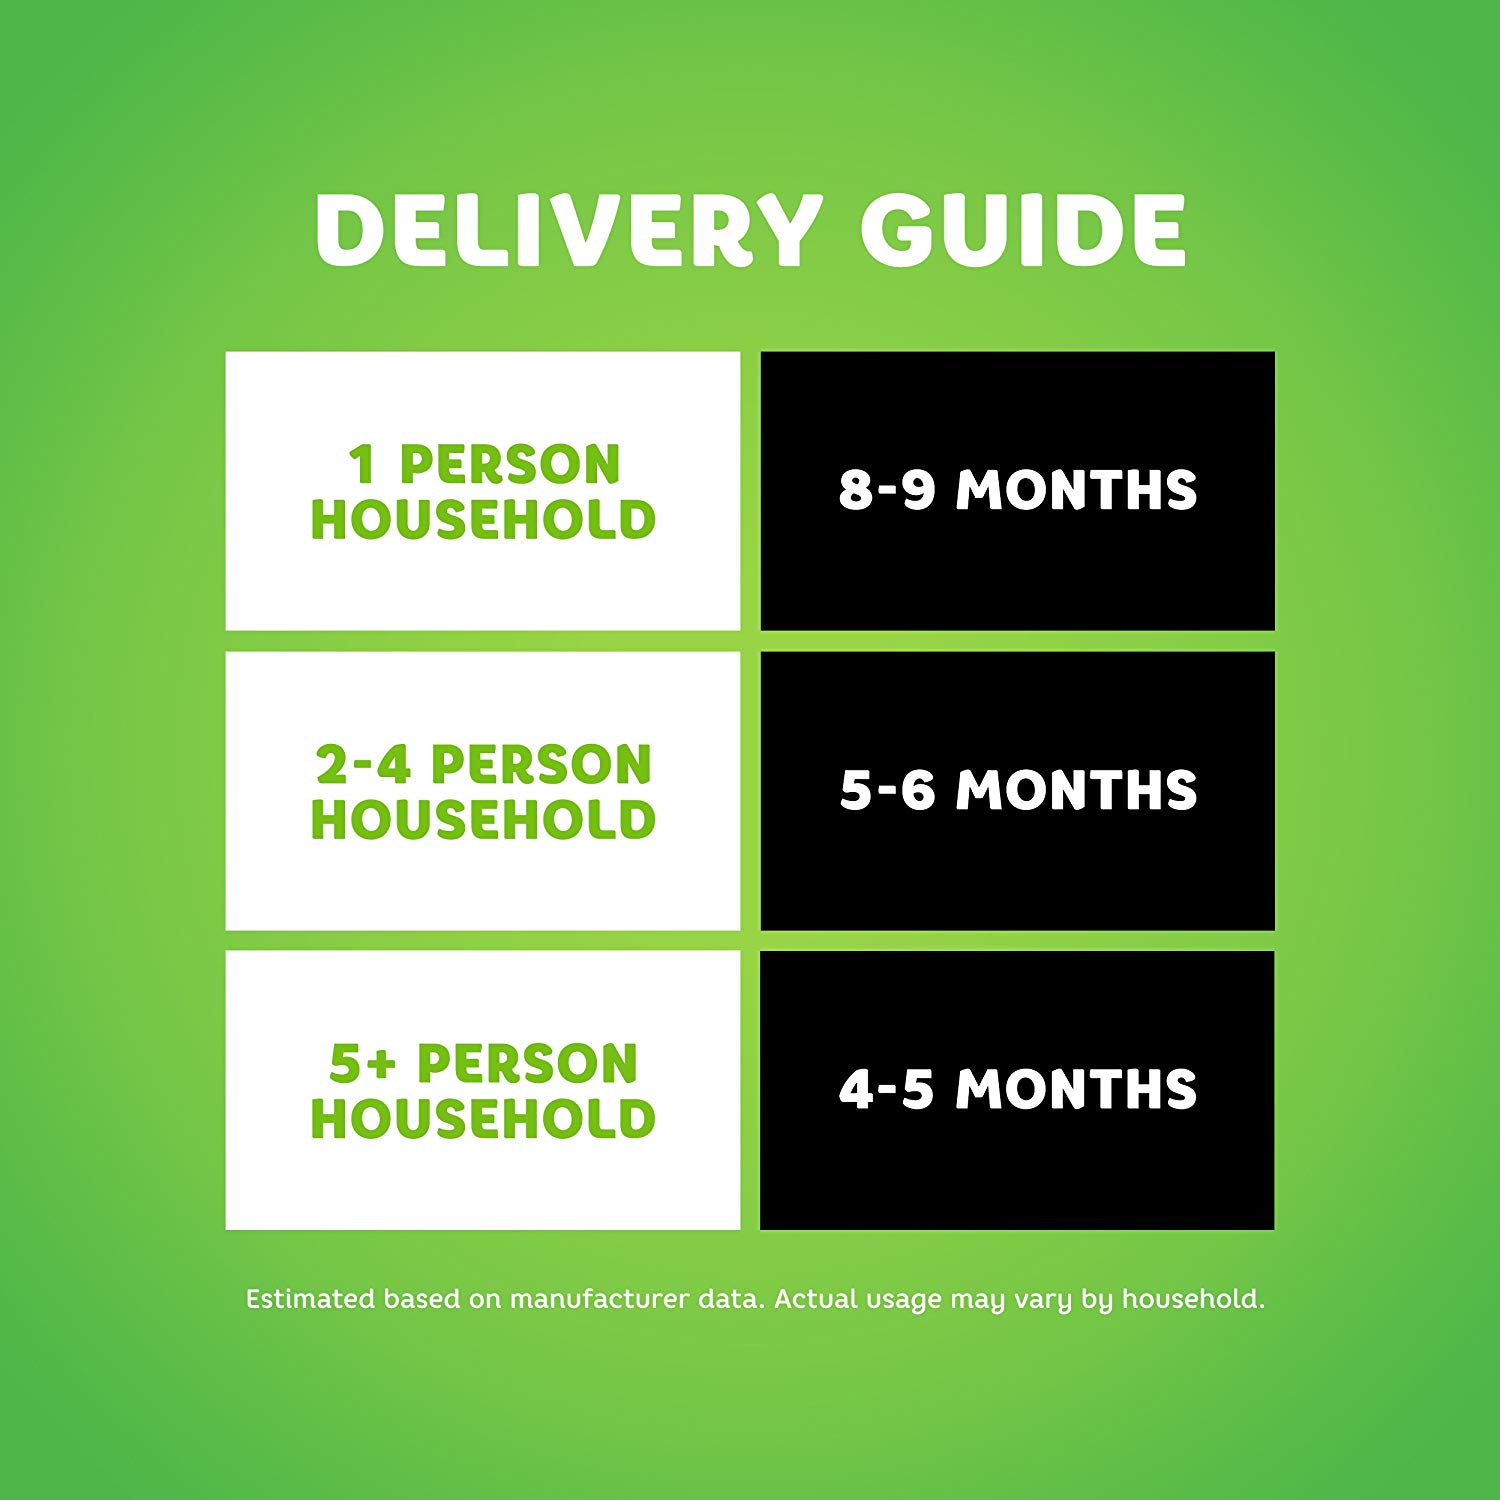 DELIVERY GUIDE
1 PERSON
HOUSEHOLD
8-9 MONTHS
2-4 PERSON
HOUSEHOLD
5-6 MONTHS
5+ PERSON
HOUSEHOLD
4-5 MONTHS
Estimated based on manufacturer data. Actual usage may vary by household.